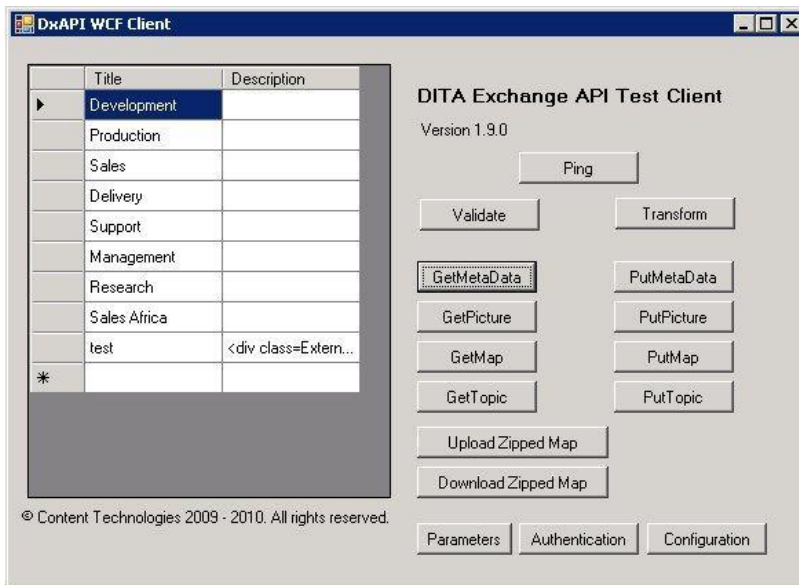 DxAPI WCF Client
Title Description
Development
Production
Sales
Delivery
Support
Management
Research
Sales Africa
test <div class=Extern...
© Content Technologies 2009 - 2010. All rights reserved.
DITA Exchange API Test Client
Version 1.9.0
Ping
Validate Transform
GetMetaData PutMetaData
GetPicture PutPicture
GetMap PutMap
GetTopic PutTopic
Upload Zipped Map
Download Zipped Map
Parameters Authentication Configuration